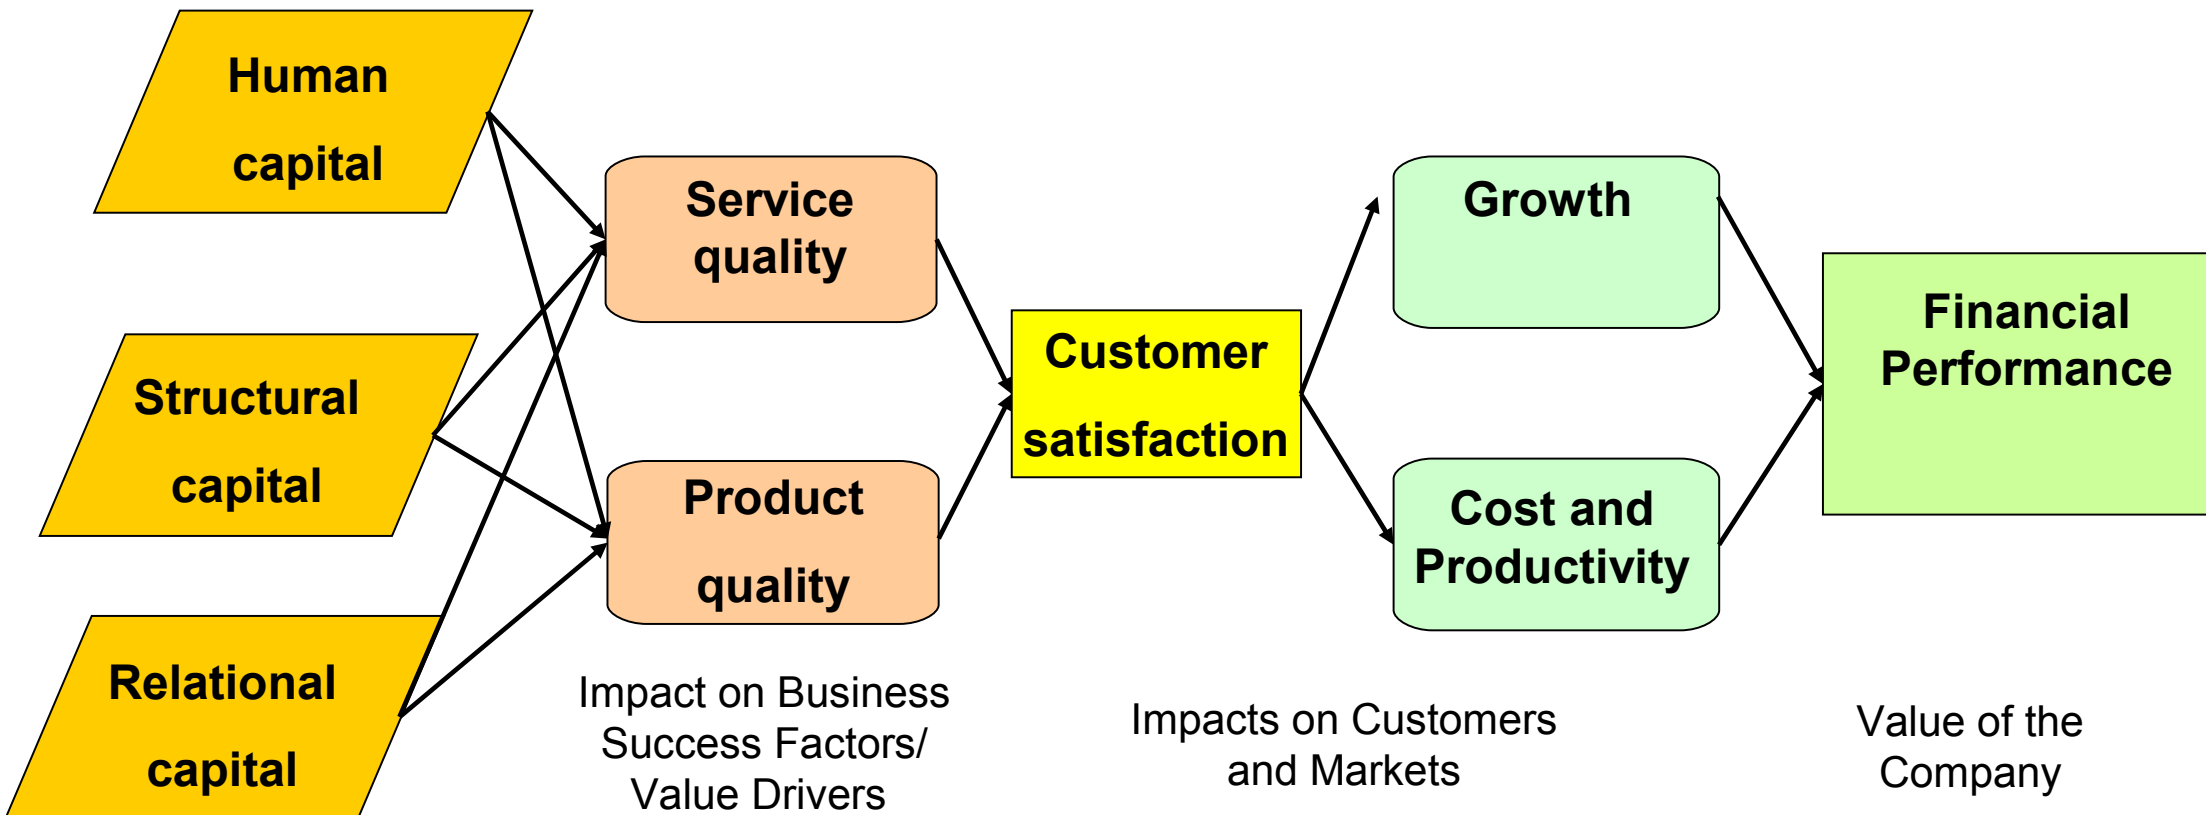 Human
capital
Structural
capital
Relational
capital
Service
quality
Product
quality
Impact on Business
Success Factors/
Value Drivers
Customer
satisfaction
Growth
Cost and
Productivity
Impacts on Customers
and Markets
Financial
Performance
Value of the
Company